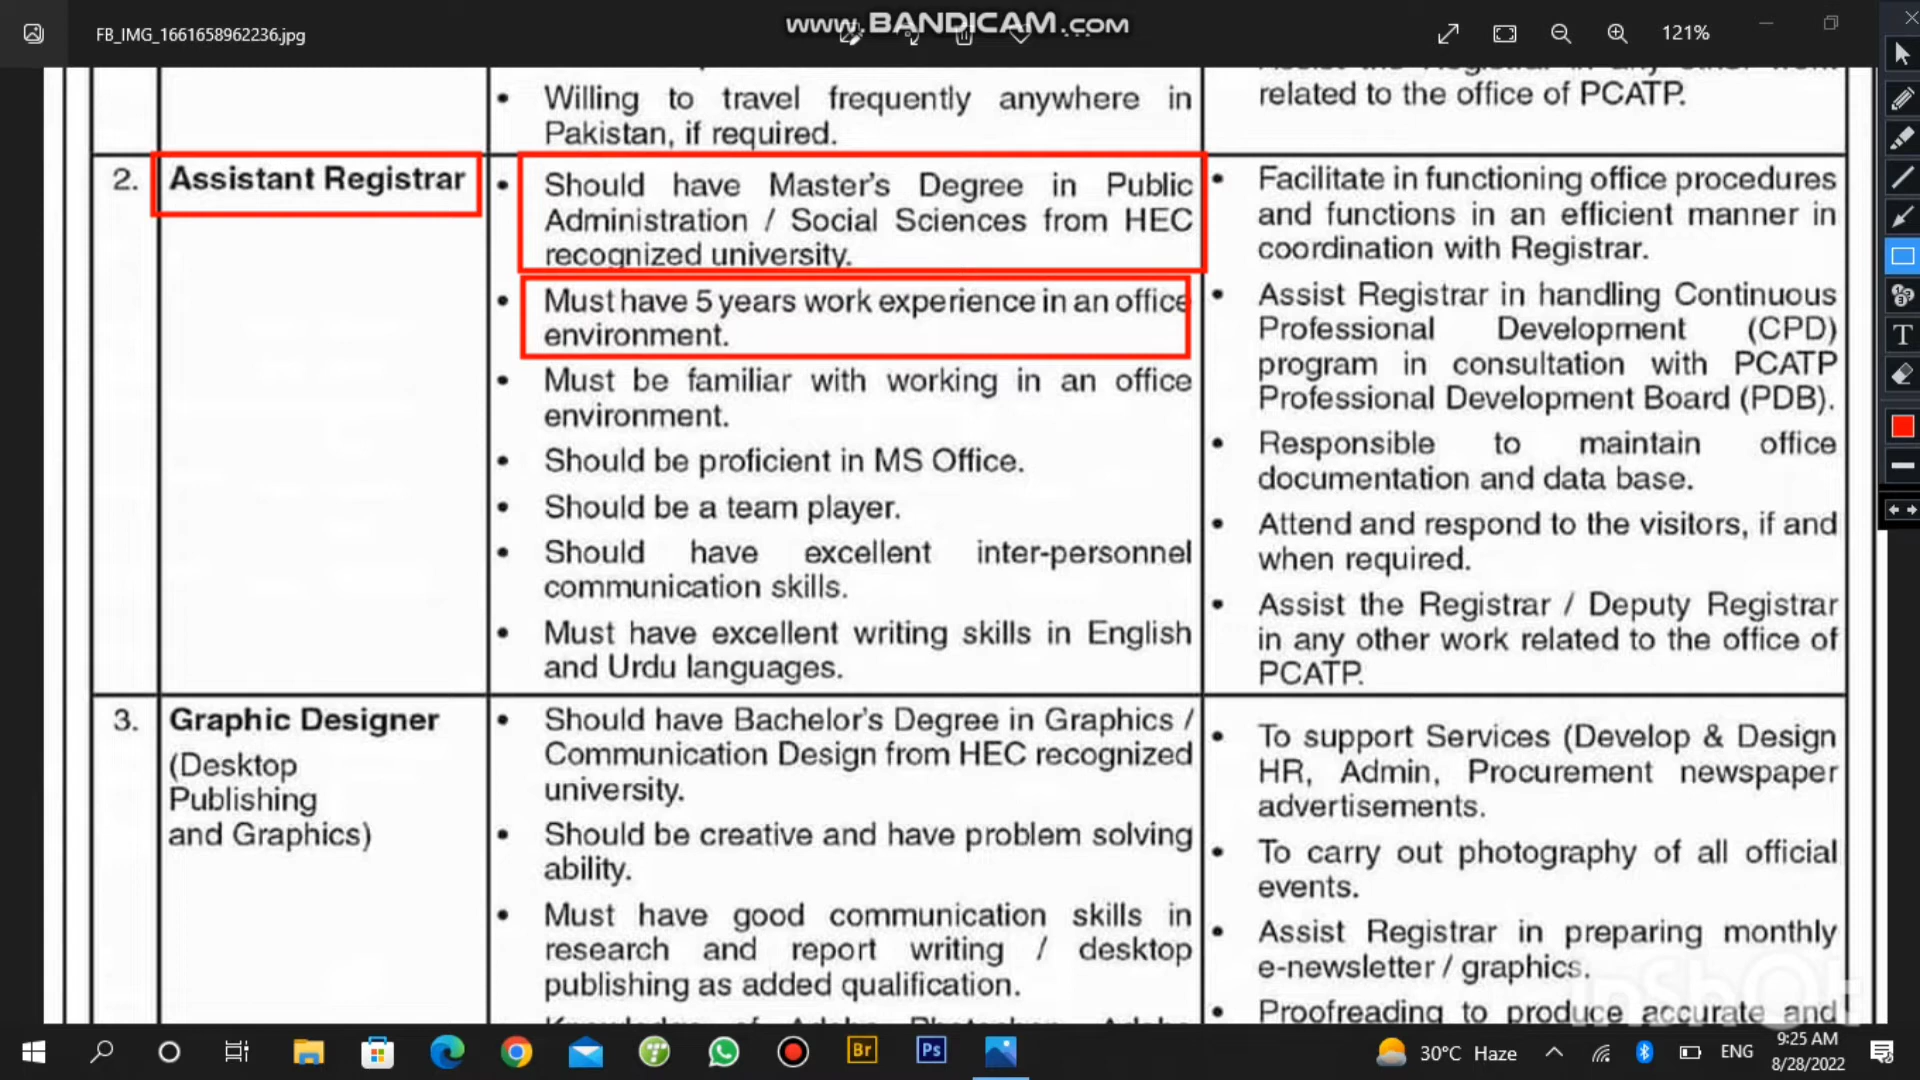 www.BANDICAM.com
FB_IMG_1661658962236.jpg
121%
Willing to travel frequently anywhere in
Pakistan, if required.
related to the office of PCATP.
2.
Assistant Registrar
Should have Master's Degree in Public
Administration / Social Sciences from HEC
recognized university.
Must have 5 years work experience in an office
environment.
Must be familiar with working in an office
environment.
Should be proficient in MS Office.
Should be a team player.
Should have excellent inter-personnel
communication skills.
Must have excellent writing skills in English
and Urdu languages.
Facilitate in functioning office procedures
and functions in an efficient manner in
coordination with Registrar.
Assist Registrar in handling Continuous
Professional Development (CPD)
program in consultation with PCATP
Professional Development Board (PDB).
Responsible to maintain office
documentation and data base.
Attend and respond to the visitors, if and
when required.
Assist the Registrar / Deputy Registrar
in any other work related to the office of
PCATP.
3.
Graphic Designer
(Desktop
Publishing
and Graphics)
Should have Bachelor's Degree in Graphics /
Communication Design from HEC recognized
university.
Should be creative and have problem solving
ability.
Must have good communication skills in
research and report writing / desktop
publishing as added qualification.
To support Services (Develop & Design
HR, Admin, Procurement newspaper
advertisements.
To carry out photography of all official
events.
Assist Registrar in preparing monthly
e-newsletter / graphics.
Proofreading to produce accurate and
InShOt
T
Br
Ps
30°C Haze
ENG
9:25 AM
8/28/2022